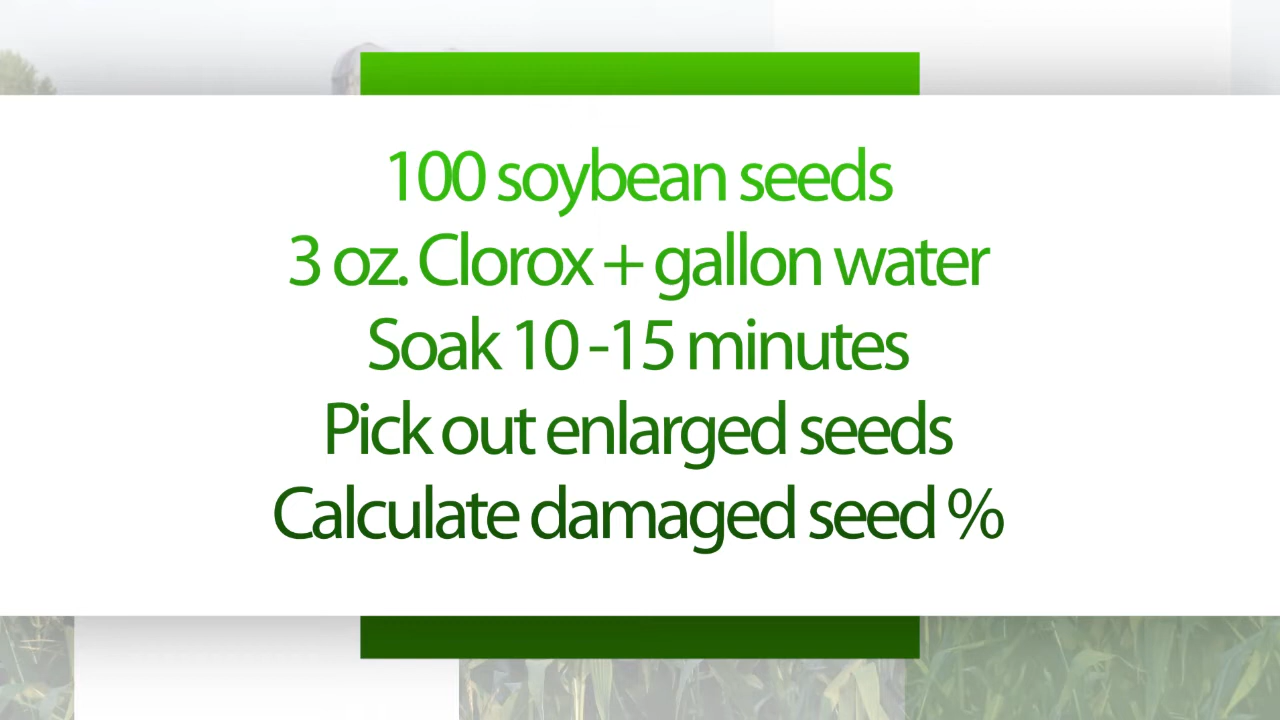 100 soybean seeds
3 oz. Clorox + gallon water
Soak 10 -15 minutes
Pick out enlarged seeds
Calculate damaged seed %